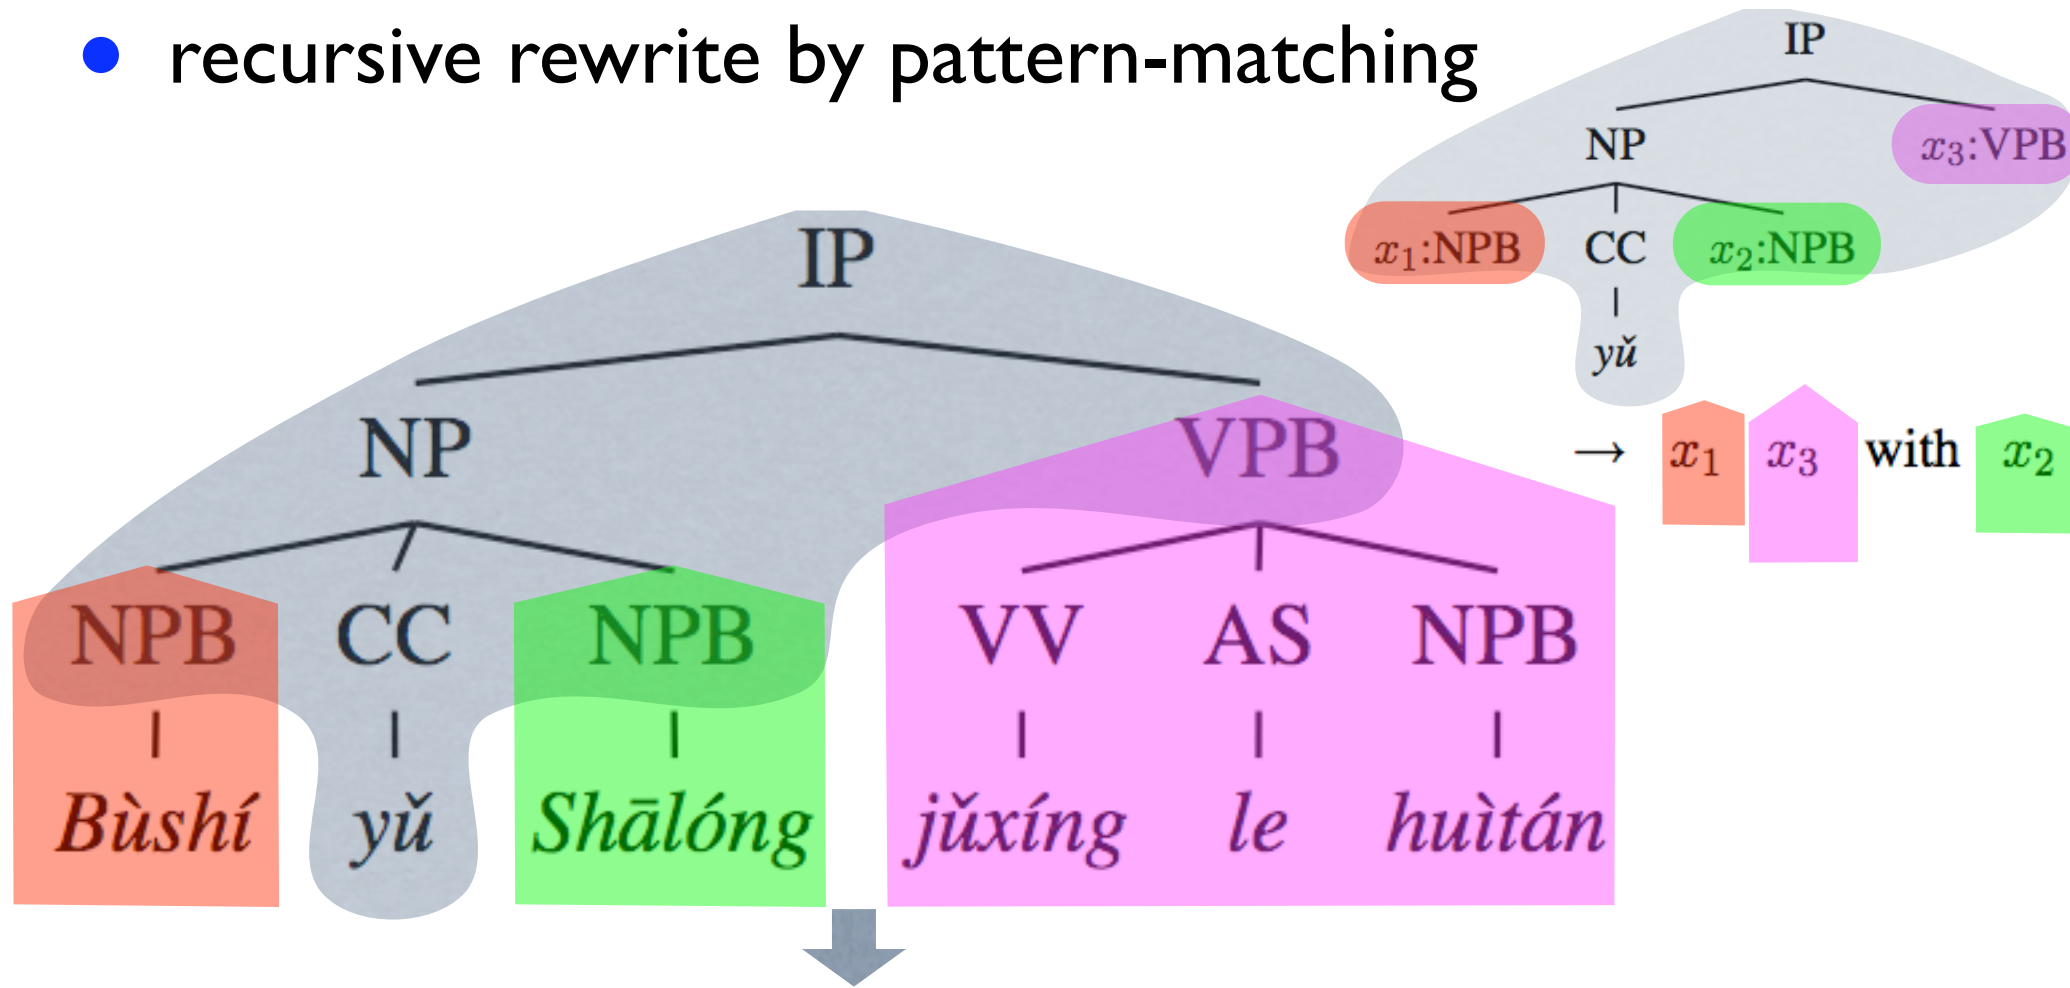 • recursive rewrite by pattern-matching
IP
NP x₃:VPB
x₁:NPB CC x₂:NPB
yǔ
→ x₁ x₃ with x₂
IP
NP VPB
NPB CC NPB VV AS NPB
Bùshí yǔ Shālóng jǔxíng le huìtán